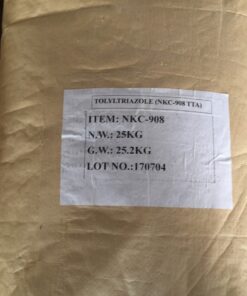 TOLYLTRIAZOLE (NKC-908 TTA)
ITEM: NKC-908
N.W.: 25KG
G.W.: 25.2KG
LOT NO.:170704